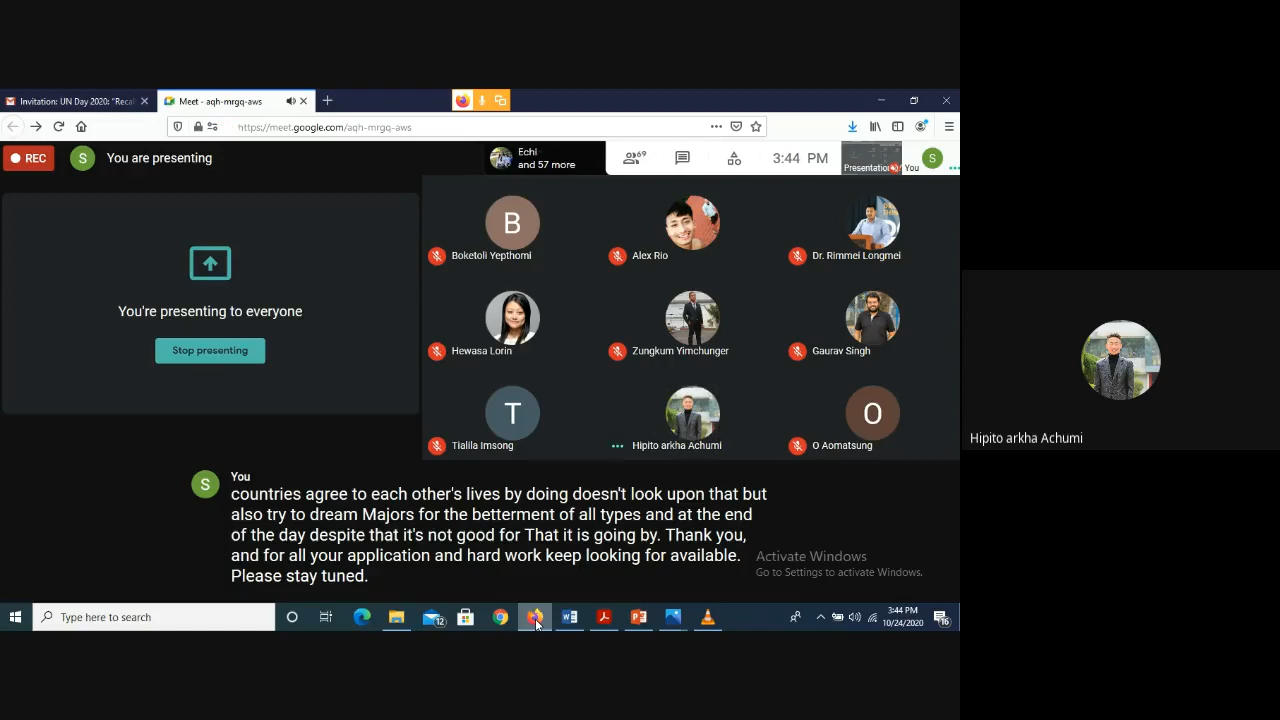 Invitation: UN Day 2020: "Reca
Meet - aqh-mrgq-aws
https://meet.google.com/aqh-mrgq-aws
REC
S
You are presenting
Echi
and 57 more
69
3:44 PM
Presentation
You
S
You're presenting to everyone
Stop presenting
B
Boketoli Yepthomi
Alex Rio
Dr. Rimmei Longmei
Hewasa Lorin
Zungkum Yimchunger
Gaurav Singh
T
Tialila Imsong
Hipito arkha Achumi
O
O Aomatsung
Hipito arkha Achumi
S
You
countries agree to each other's lives by doing doesn't look upon that but
also try to dream Majors for the betterment of all types and at the end
of the day despite that it's not good for That it is going by. Thank you,
and for all your application and hard work keep looking for available.
Please stay tuned.
Activate Windows
Go to Settings to activate Windows.
Type here to search
12
3:44 PM
10/24/2020
16